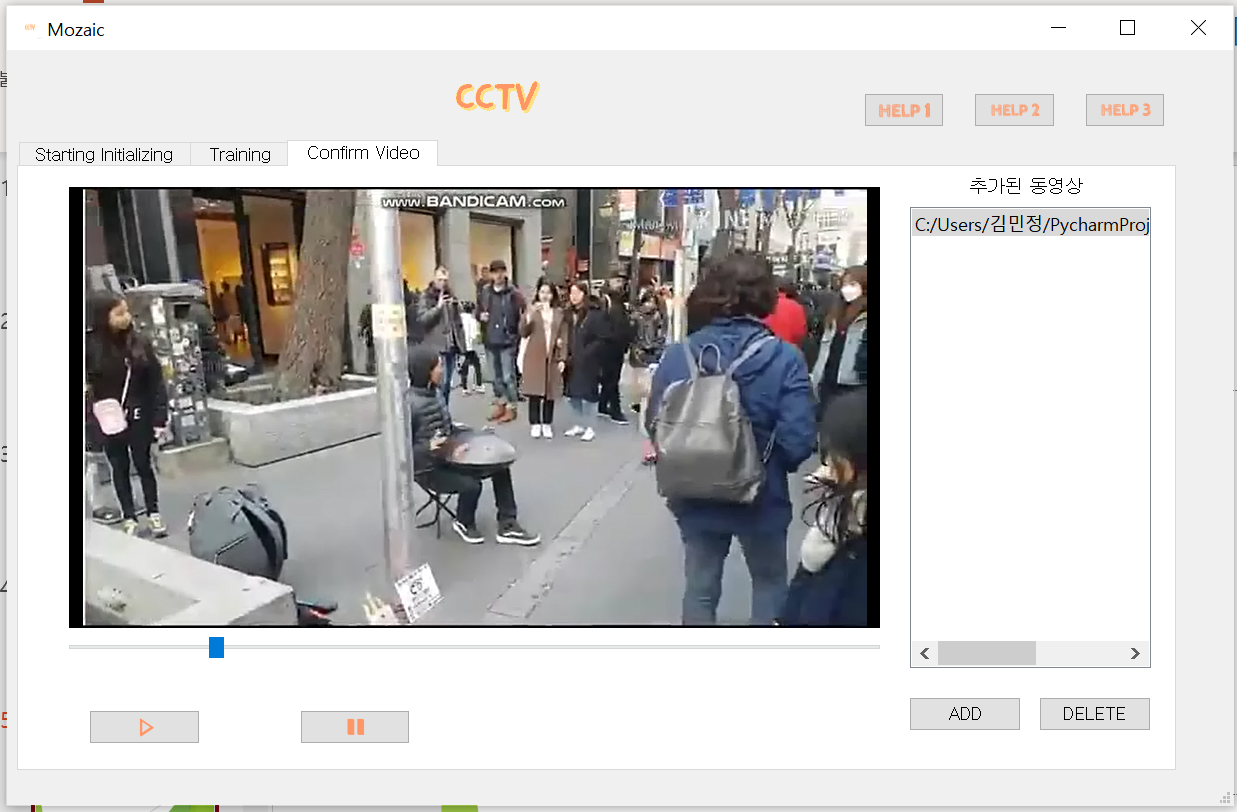 Mozaic
CCTV
HELP 1 HELP 2 HELP 3
Starting Initializing Training Confirm Video
추가된 동영상
www.BANDICAM.com
C:/Users/김민정/PycharmProj
ADD DELETE